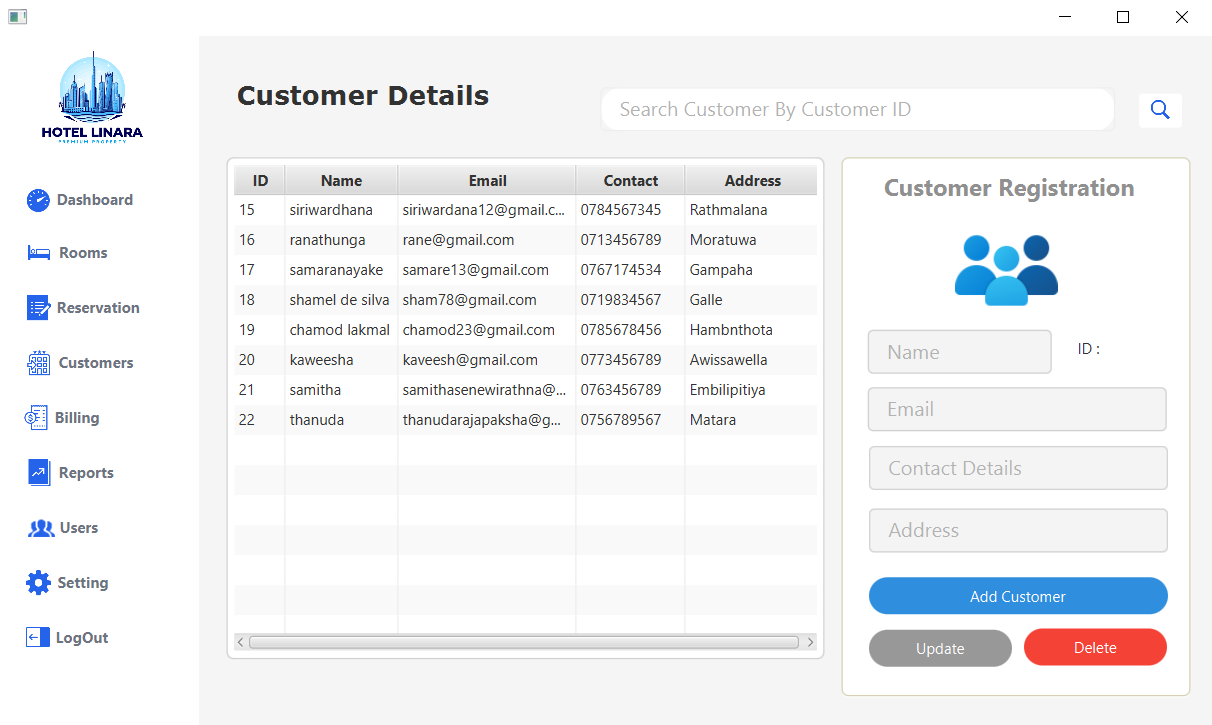 HOTEL LINARA
PREMIUM PROPERTY
Dashboard
Rooms
Reservation
Customers
Billing
Reports
Users
Setting
LogOut
Customer Details
Search Customer By Customer ID
ID Name Email Contact Address
15 siriwardhana siriwardana12@gmail.c... 0784567345 Rathmalana
16 ranathunga rane@gmail.com 0713456789 Moratuwa
17 samaranayake samare13@gmail.com 0767174534 Gampaha
18 shamel de silva sham78@gmail.com 0719834567 Galle
19 chamod lakmal chamod23@gmail.com 0785678456 Hambnthota
20 kaweesha kaveesh@gmail.com 0773456789 Awissawella
21 samitha samithasenewirathna@... 0763456789 Embilipitiya
22 thanuda thanudarajapaksha@g... 0756789567 Matara
Customer Registration
Name ID :
Email
Contact Details
Address
Add Customer
Update Delete